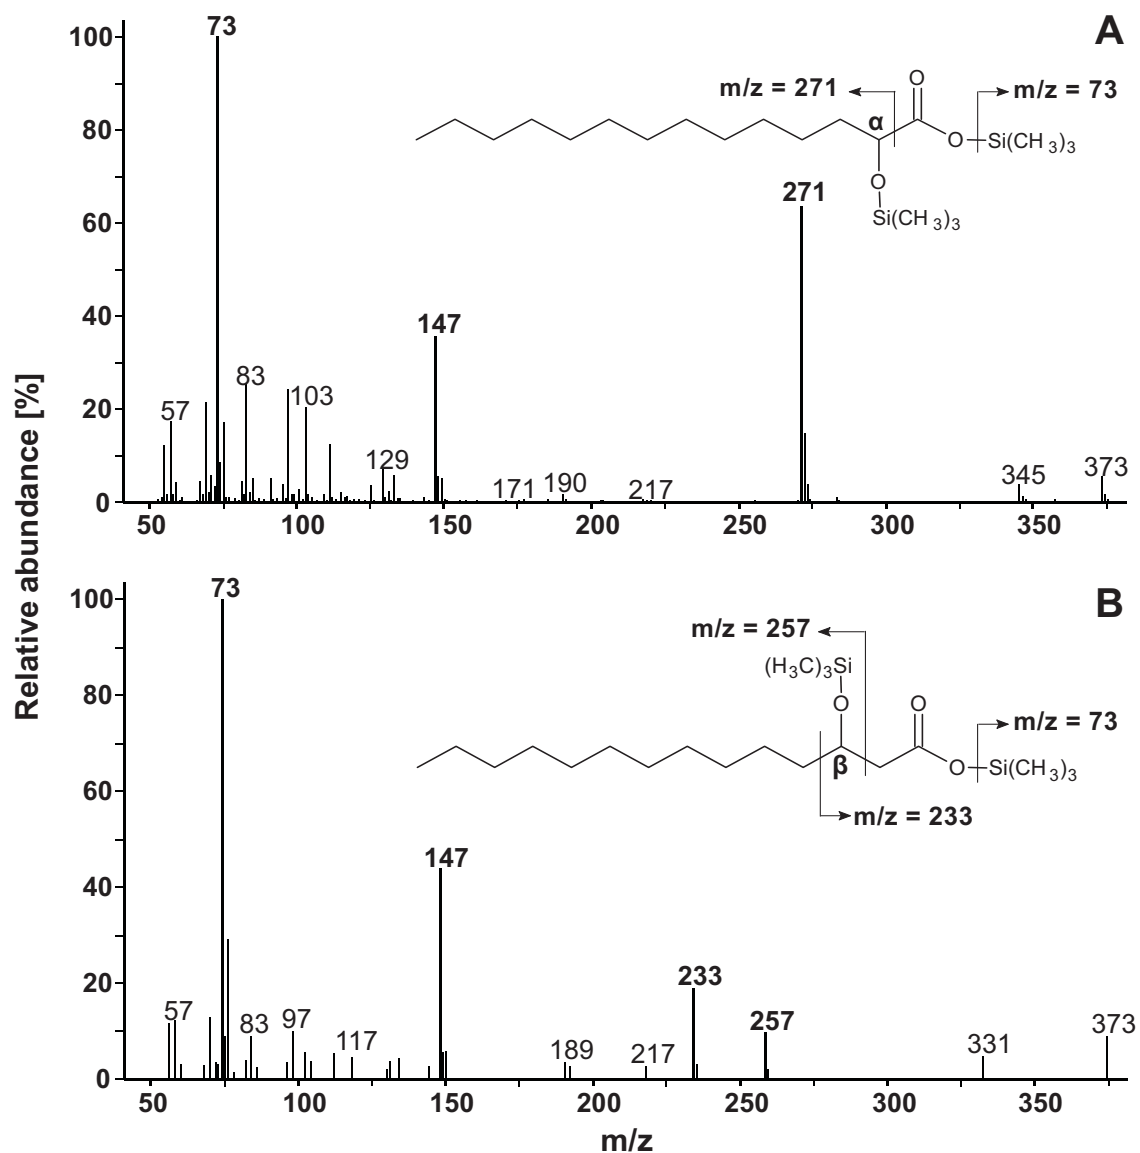 73
A
100
O
m/z = 271
m/z = 73
80
α
O
Si(CH3)3
O
271
Si(CH3)3
60
40
147
83
103
57
20
129
171
190
217
345
373
0
50
100
150
200
250
300
350
Relative abundance [%]
73
B
100
m/z = 257
(H3C)3Si
80
O
O
m/z = 73
β
O
Si(CH3)3
60
m/z = 233
147
40
233
20
57
83
97
117
189
217
257
331
373
0
50
100
150
200
250
300
350
m/z